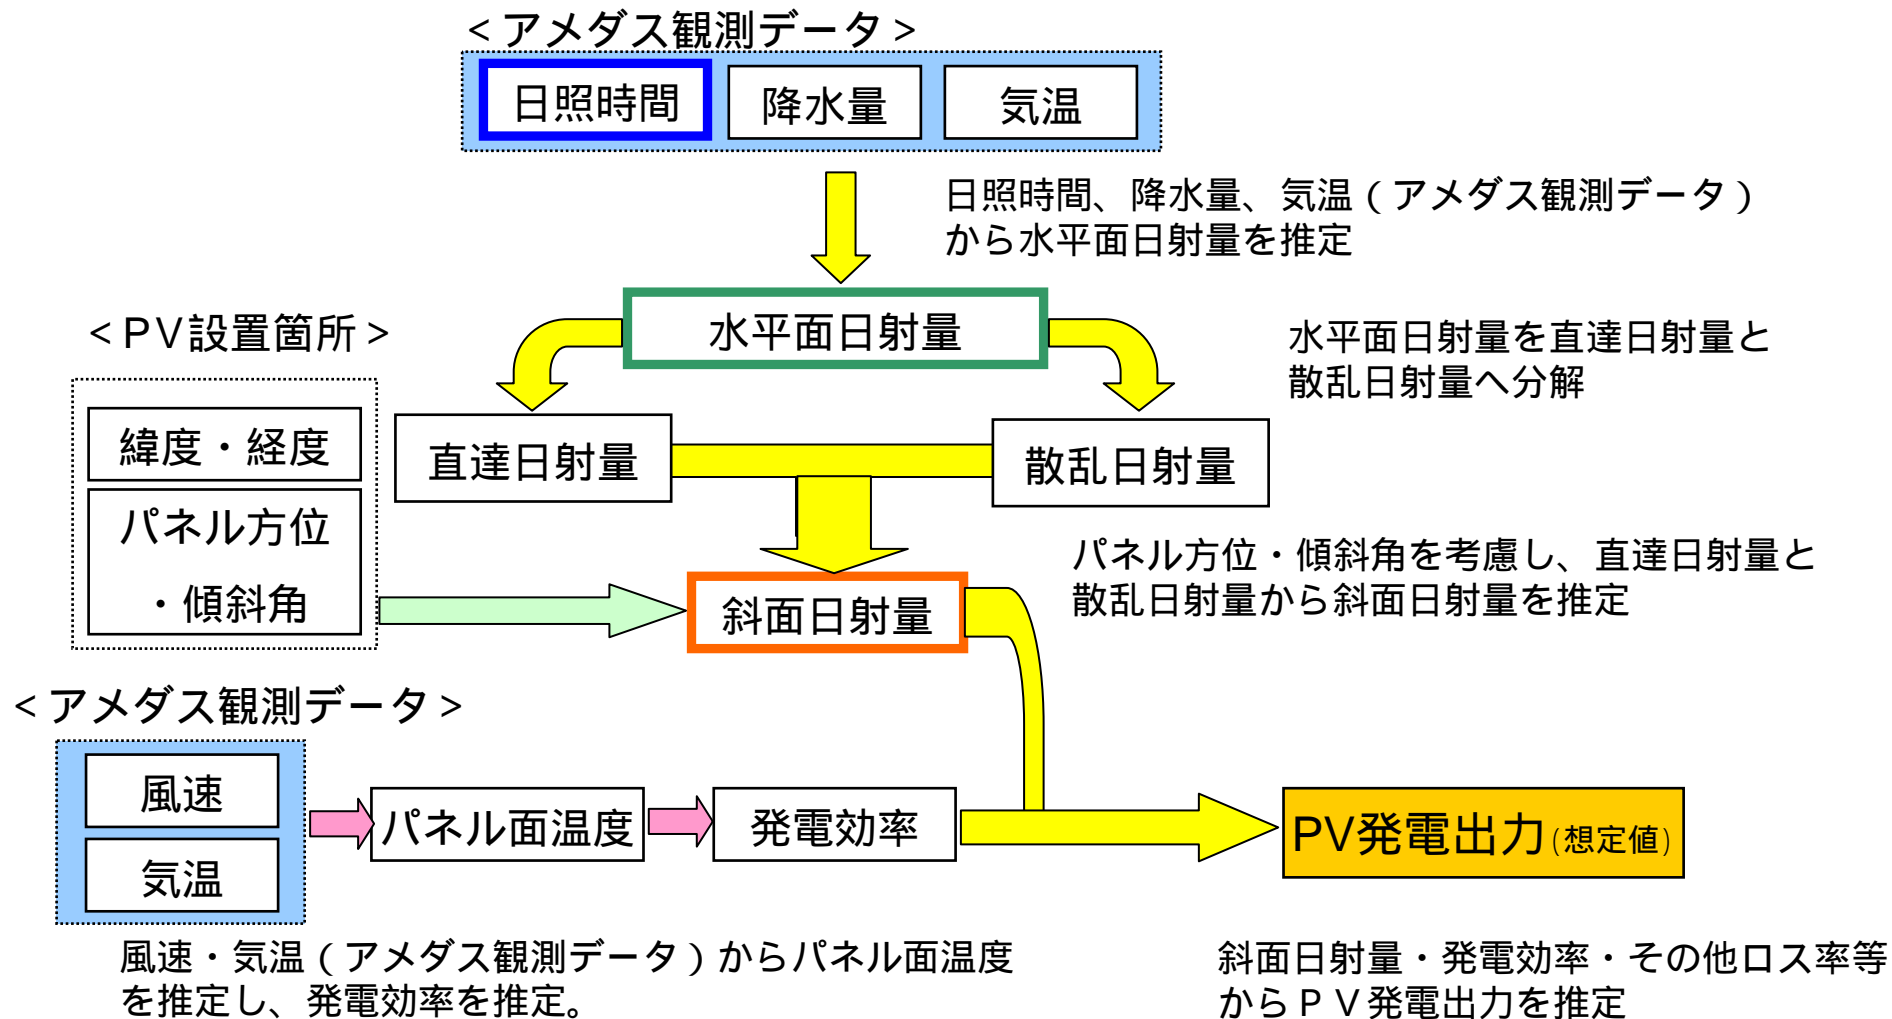 <アメダス観測データ>
日照時間
降水量
気温
日照時間、降水量、気温(アメダス観測データ)
から水平面日射量を推定
<PV設置箇所>
水平面日射量
水平面日射量を直達日射量と
散乱日射量へ分解
緯度・経度
直達日射量
散乱日射量
パネル方位
・傾斜角
パネル方位・傾斜角を考慮し、直達日射量と
散乱日射量から斜面日射量を推定
斜面日射量
<アメダス観測データ>
風速
気温
パネル面温度
発電効率
PV発電出力(想定値)
風速・気温(アメダス観測データ)からパネル面温度
を推定し、発電効率を推定。
斜面日射量・発電効率・その他ロス率等
からPV発電出力を推定